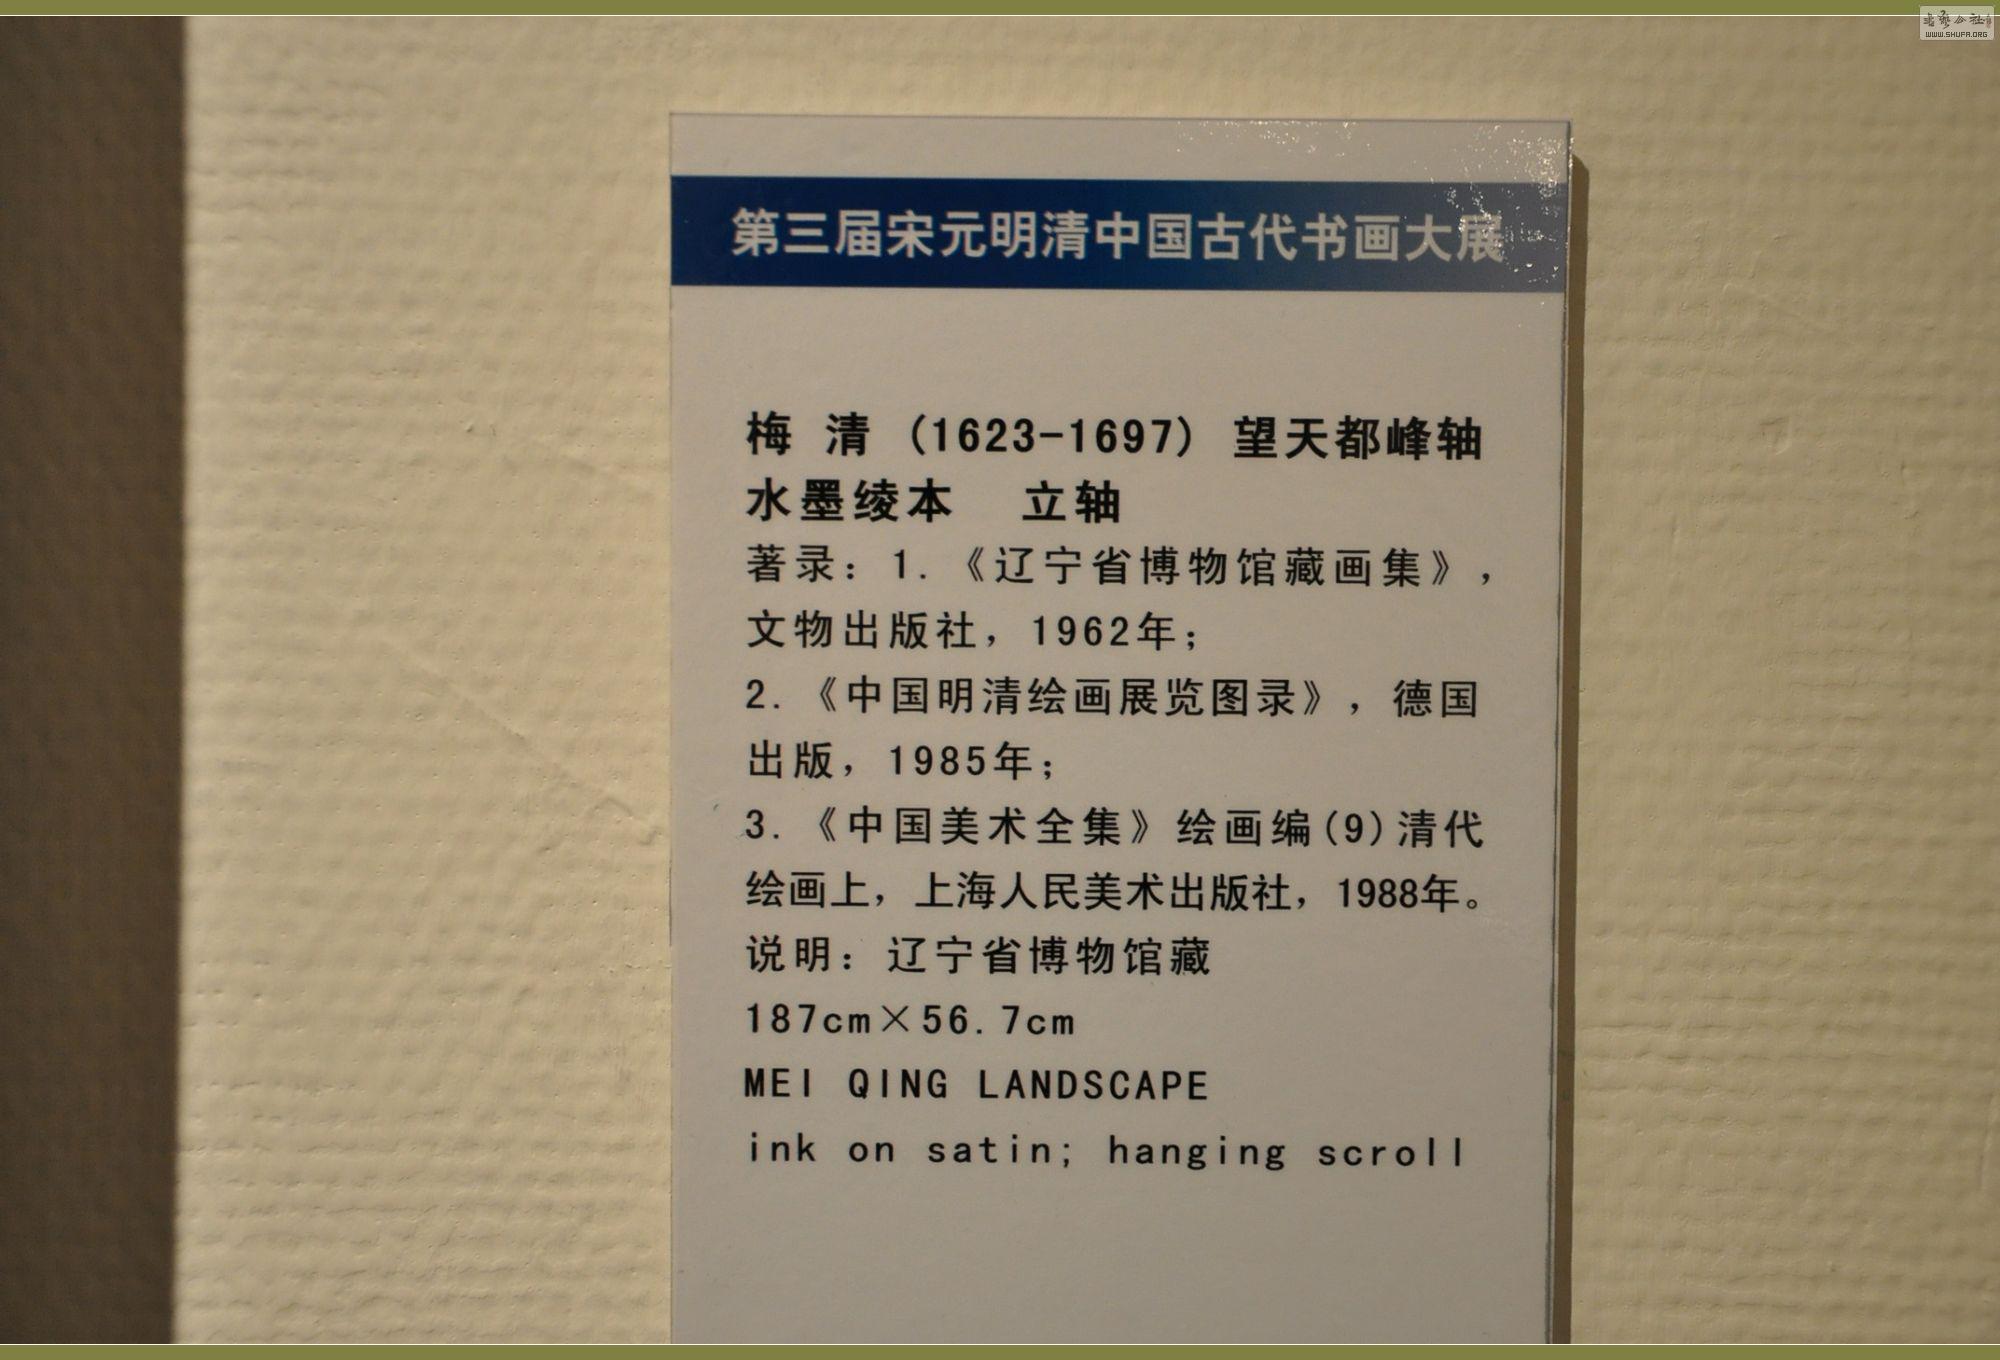 第三届宋元明清中国古代书画大展
梅 清 (1623-1697) 望天都峰轴
水墨绫本 立轴
著录：1.《辽宁省博物馆藏画集》，
文物出版社，1962年；
2.《中国明清绘画展览图录》，德国
出版，1985年；
3.《中国美术全集》绘画编(9)清代
绘画上，上海人民美术出版社，1988年。
说明：辽宁省博物馆藏
187cm×56.7cm
MEI QING LANDSCAPE
ink on satin; hanging scroll
WWW.SHUFA.ORG